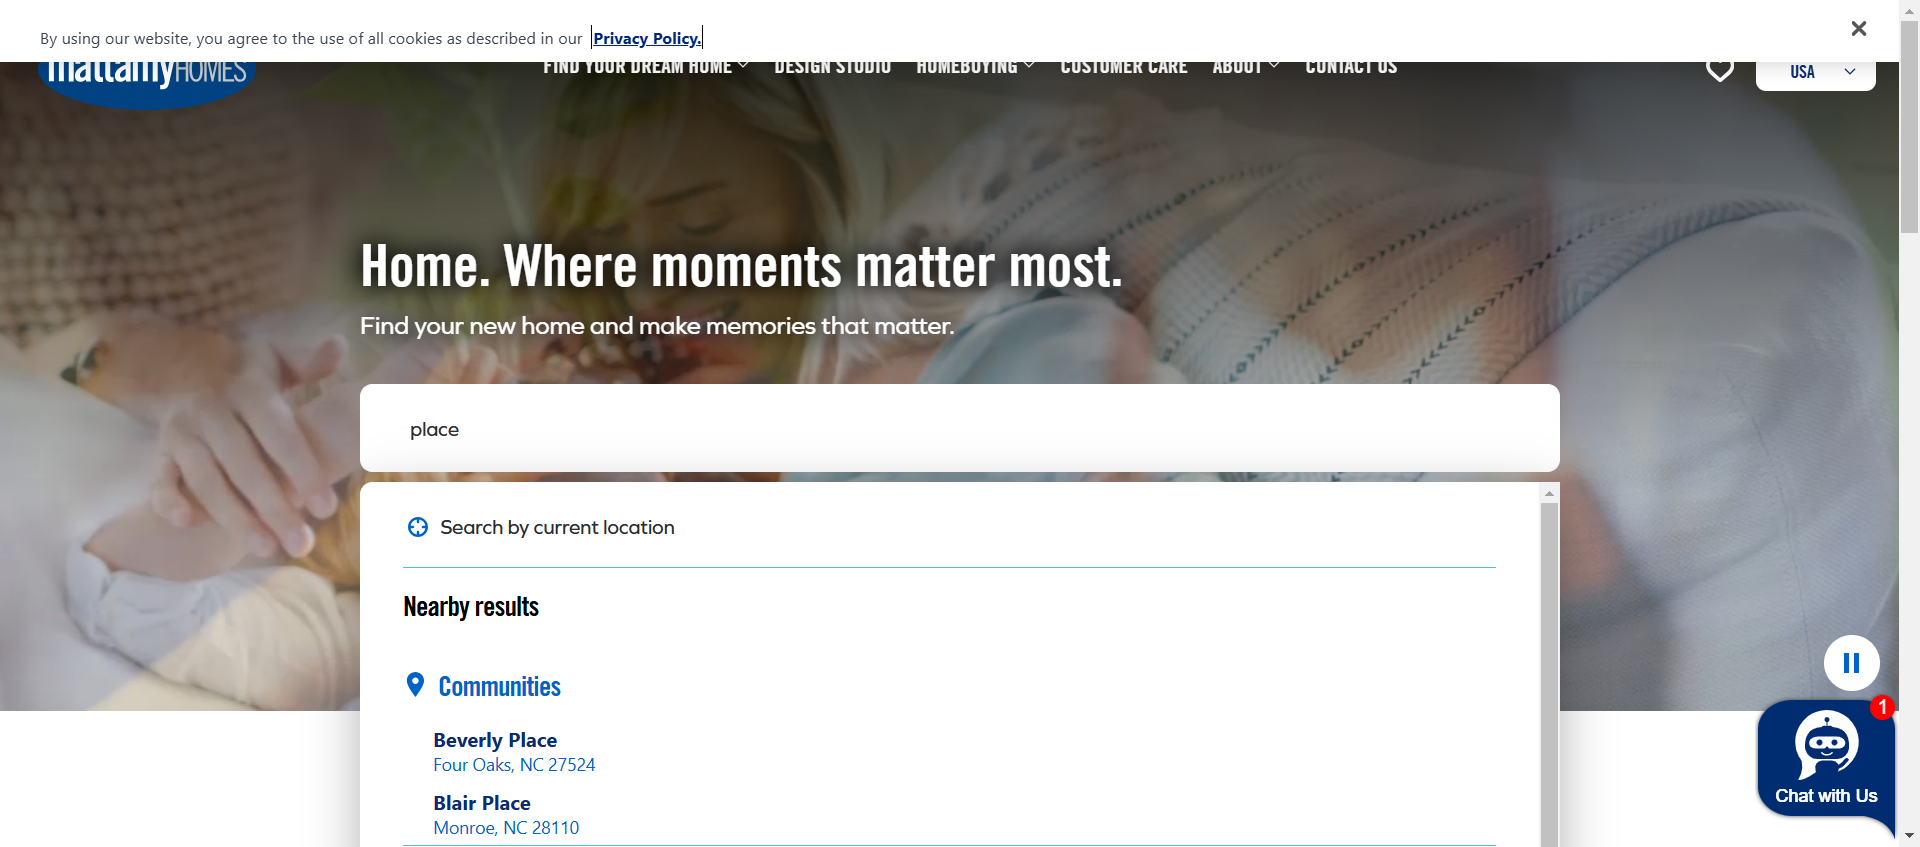 By using our website, you agree to the use of all cookies as described in our Privacy Policy.
mattamyHOMES
FIND YOUR DREAM HOME DESIGN STUDIO HOMEBUYING CUSTOMER CARE ABOUT CONTACT US
USA
Home. Where moments matter most.
Find your new home and make memories that matter.
place
Search by current location
Nearby results
Communities
Beverly Place
Four Oaks, NC 27524
Blair Place
Monroe, NC 28110
1
Chat with Us